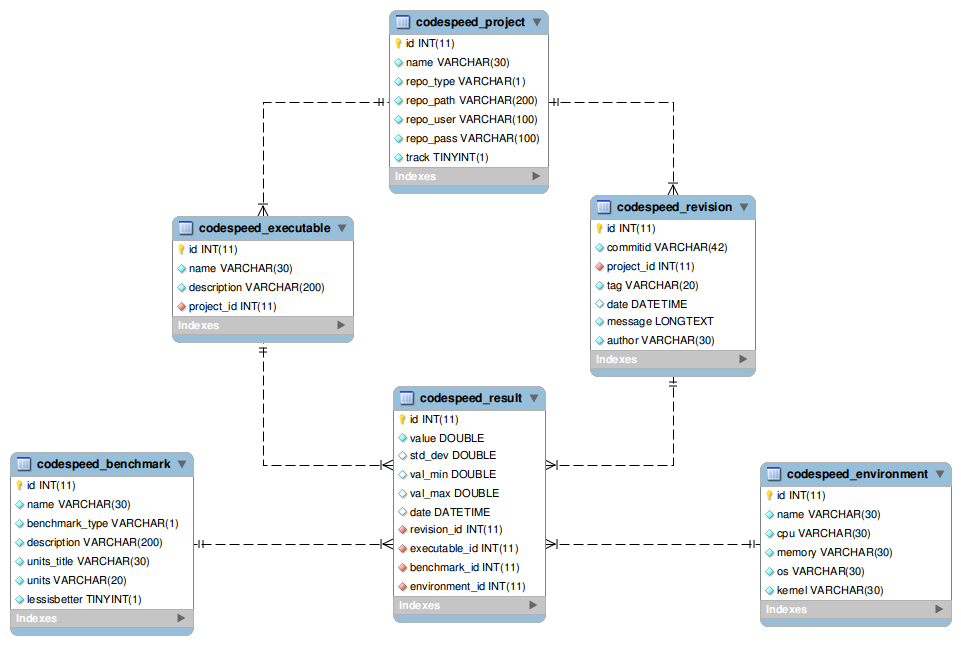 codespeed_project
id INT(11)
name VARCHAR(30)
repo_type VARCHAR(1)
repo_path VARCHAR(200)
repo_user VARCHAR(100)
repo_pass VARCHAR(100)
track TINYINT(1)
Indexes
codespeed_executable
id INT(11)
name VARCHAR(30)
description VARCHAR(200)
project_id INT(11)
Indexes
codespeed_revision
id INT(11)
commitid VARCHAR(42)
project_id INT(11)
tag VARCHAR(20)
date DATETIME
message LONGTEXT
author VARCHAR(30)
Indexes
codespeed_result
id INT(11)
value DOUBLE
std_dev DOUBLE
val_min DOUBLE
val_max DOUBLE
date DATETIME
revision_id INT(11)
executable_id INT(11)
benchmark_id INT(11)
environment_id INT(11)
Indexes
codespeed_benchmark
id INT(11)
name VARCHAR(30)
benchmark_type VARCHAR(1)
description VARCHAR(200)
units_title VARCHAR(30)
units VARCHAR(20)
lessisbetter TINYINT(1)
Indexes
codespeed_environment
id INT(11)
name VARCHAR(30)
cpu VARCHAR(30)
memory VARCHAR(30)
os VARCHAR(30)
kernel VARCHAR(30)
Indexes